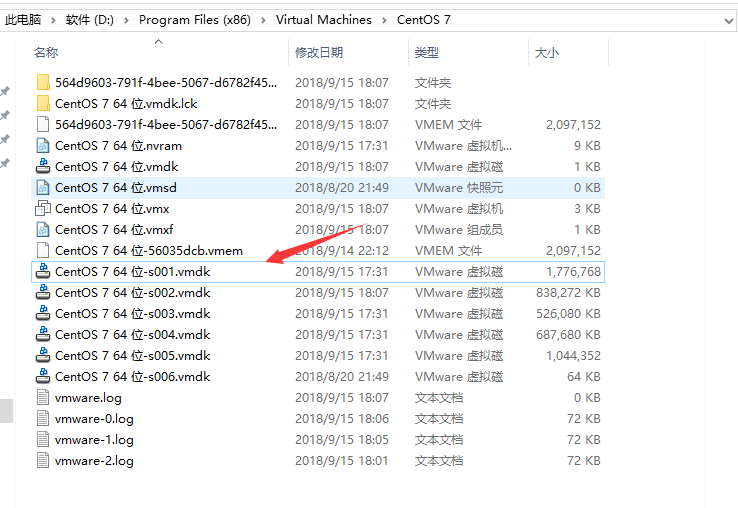 此电脑 > 软件 (D:) > Program Files (x86) > Virtual Machines > CentOS 7
名称 修改日期 类型 大小
564d9603-791f-4bee-5067-d6782f45... 2018/9/15 18:07 文件夹
CentOS 7 64 位.vmdk.lck 2018/9/15 18:07 文件夹
564d9603-791f-4bee-5067-d6782f45... 2018/9/15 18:07 VMEM 文件 2,097,152
CentOS 7 64 位.nvram 2018/9/15 17:31 VMware 虚拟机... 9 KB
CentOS 7 64 位.vmdk 2018/9/15 18:07 VMware 虚拟磁 1 KB
CentOS 7 64 位.vmsd 2018/8/20 21:49 VMware 快照元 0 KB
CentOS 7 64 位.vmx 2018/9/15 18:07 VMware 虚拟机 3 KB
CentOS 7 64 位.vmxf 2018/9/15 18:07 VMware 组成员 1 KB
CentOS 7 64 位-56035dcb.vmem 2018/9/14 22:12 VMEM 文件 2,097,152
CentOS 7 64 位-s001.vmdk 2018/9/15 17:31 VMware 虚拟磁 1,776,768
CentOS 7 64 位-s002.vmdk 2018/9/15 18:07 VMware 虚拟磁 838,272 KB
CentOS 7 64 位-s003.vmdk 2018/9/15 17:31 VMware 虚拟磁 526,080 KB
CentOS 7 64 位-s004.vmdk 2018/9/15 17:31 VMware 虚拟磁 687,680 KB
CentOS 7 64 位-s005.vmdk 2018/9/15 17:31 VMware 虚拟磁 1,044,352
CentOS 7 64 位-s006.vmdk 2018/8/20 21:49 VMware 虚拟磁 64 KB
vmware.log 2018/9/15 18:07 文本文档 0 KB
vmware-0.log 2018/9/15 18:06 文本文档 72 KB
vmware-1.log 2018/9/15 18:05 文本文档 72 KB
vmware-2.log 2018/9/15 18:01 文本文档 72 KB